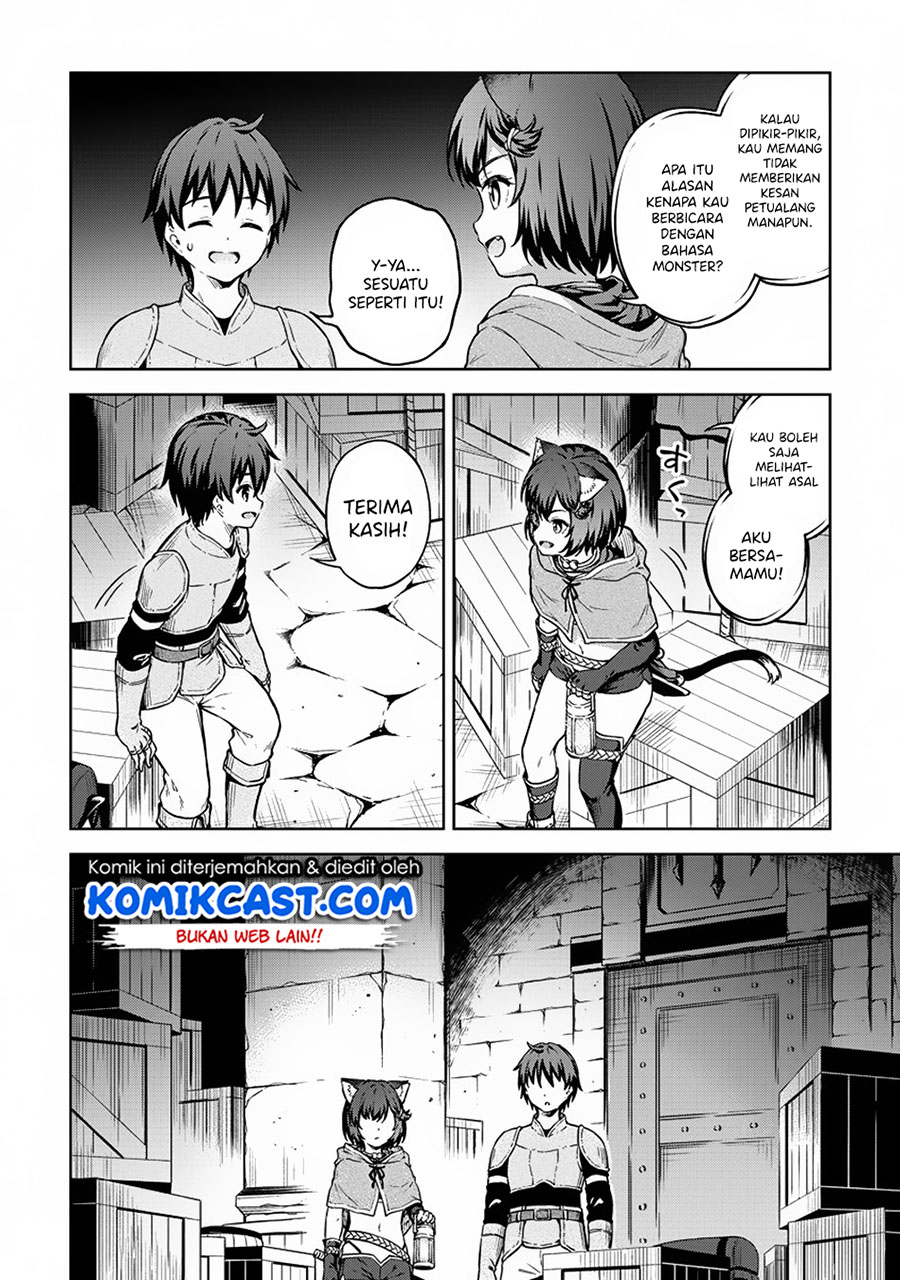 KALAU
DIPIKIR-PIKIR,
KAU MEMANG
TIDAK
MEMBERIKAN
KESAN
PETUALANG
MANAPUN.
APA ITU
ALASAN
KENAPA KAU
BERBICARA
DENGAN
BAHASA
MONSTER?
Y-YA...
SESUATU
SEPERTI ITU!
KAU BOLEH
SAJA
MELIHAT-
LIHAT ASAL
AKU
BERSA-
MAMU!
すくっ
TERIMA
KASIH!
Komik ini diterjemahkan & diedit oleh
KOMIKCAST.COM
BUKAN WEB LAIN!!